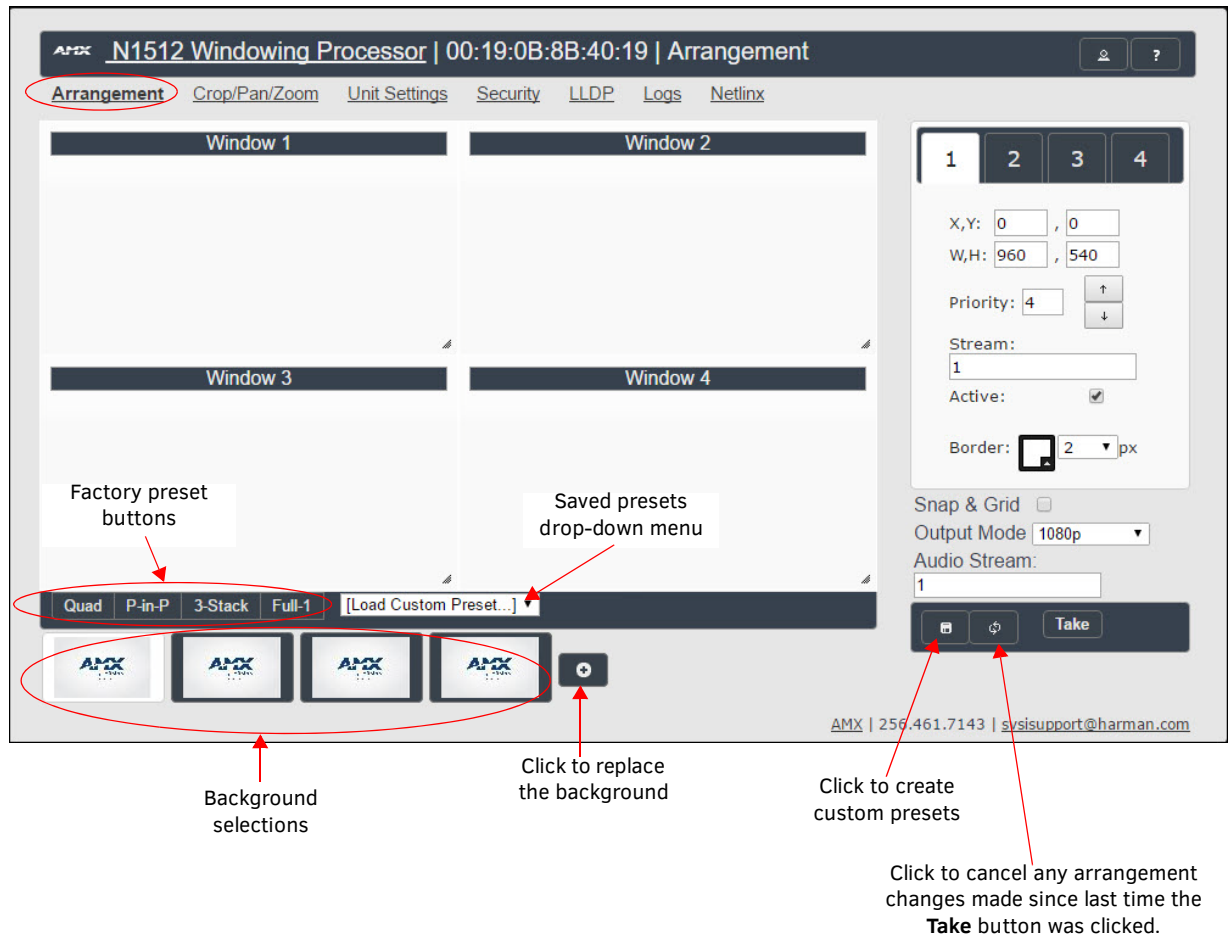 AMX N1512 Windowing Processor | 00:19:0B:8B:40:19 | Arrangement ?
Arrangement Crop/Pan/Zoom Unit Settings Security LLDP Logs Netlinx
Window 1
Window 2
Window 3
Window 4
1 2 3 4
X,Y: 0 , 0
W,H: 960 , 540
Priority: 4 ↑
↓
Stream:
1
Active:
Border: 2 px
Snap & Grid
Output Mode 1080p
Audio Stream:
1
Take
Factory preset
buttons
Saved presets
drop-down menu
Quad P-in-P 3-Stack Full-1 [Load Custom Preset...]
AMX AMX AMX AMX
AMX | 256.461.7143 | svsisupport@harman.com
Background
selections
Click to replace
the background
Click to create
custom presets
Click to cancel any arrangement
changes made since last time the
Take button was clicked.